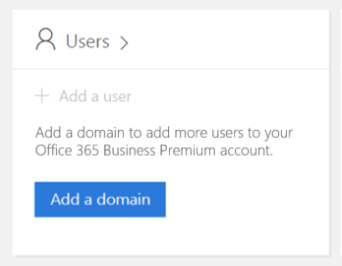 Users
Add a user
Add a domain to add more users to your
Office 365 Business Premium account.
Add a domain